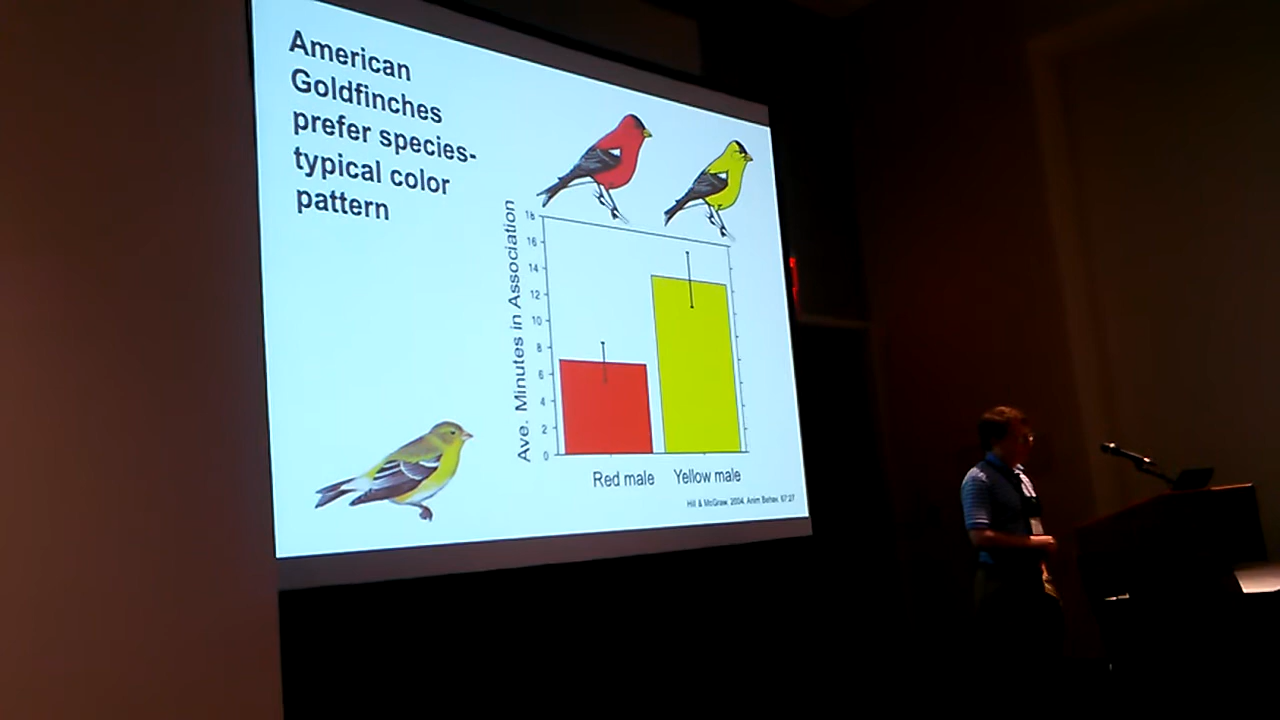 American
Goldfinches
prefer species-
typical color
pattern
Ave. Minutes in Association
18
16
14
12
10
8
6
4
2
0
Red male
Yellow male
Hill & McGraw, 2004, Anim Behav, 67:27